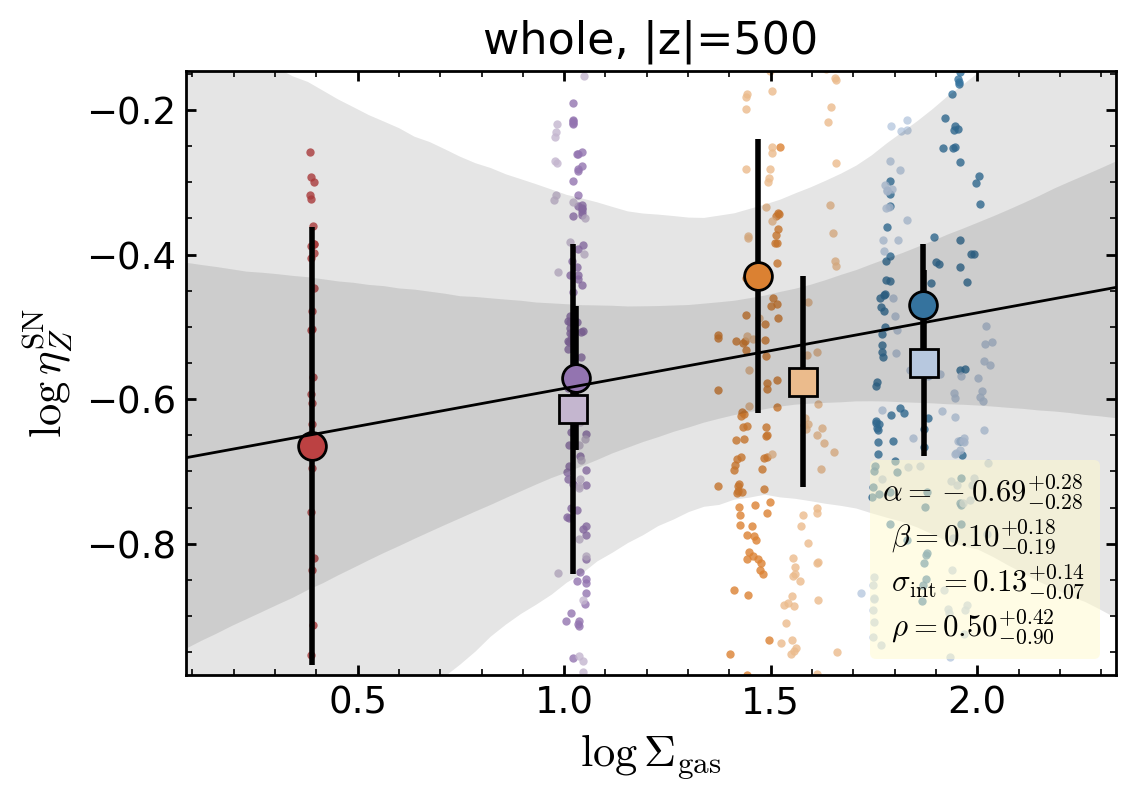 whole, |z|=500
−0.2
−0.4
−0.6
−0.8
log η_Z^SN
α = −0.69^{+0.28}_{−0.28}
β = 0.10^{+0.18}_{−0.19}
σ_int = 0.13^{+0.14}_{−0.07}
ρ = 0.50^{+0.42}_{−0.90}
0.5 1.0 1.5 2.0
log Σ_gas